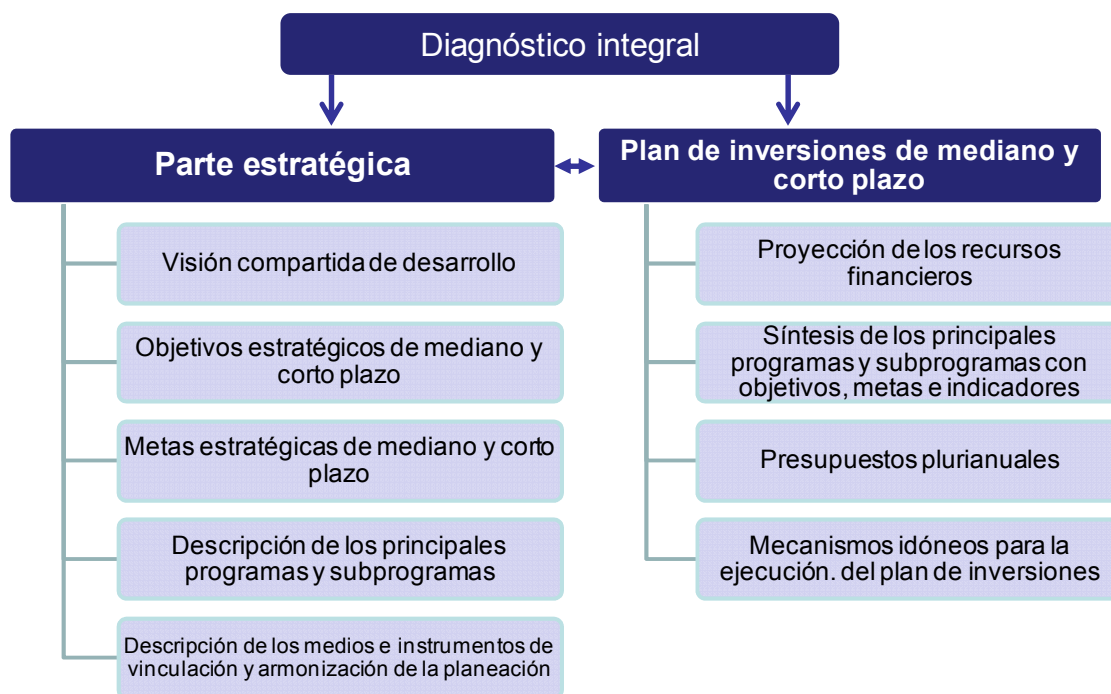 Diagnóstico integral
Parte estratégica
Visión compartida de desarrollo
Objetivos estratégicos de mediano y
corto plazo
Metas estratégicas de mediano y corto
plazo
Descripción de los principales
programas y subprogramas
Descripción de los medios e instrumentos de
vinculación y armonización de la planeación
Plan de inversiones de mediano y
corto plazo
Proyección de los recursos
financieros
Síntesis de los principales
programas y subprogramas con
objetivos, metas e indicadores
Presupuestos plurianuales
Mecanismos idóneos para la
ejecución. del plan de inversiones